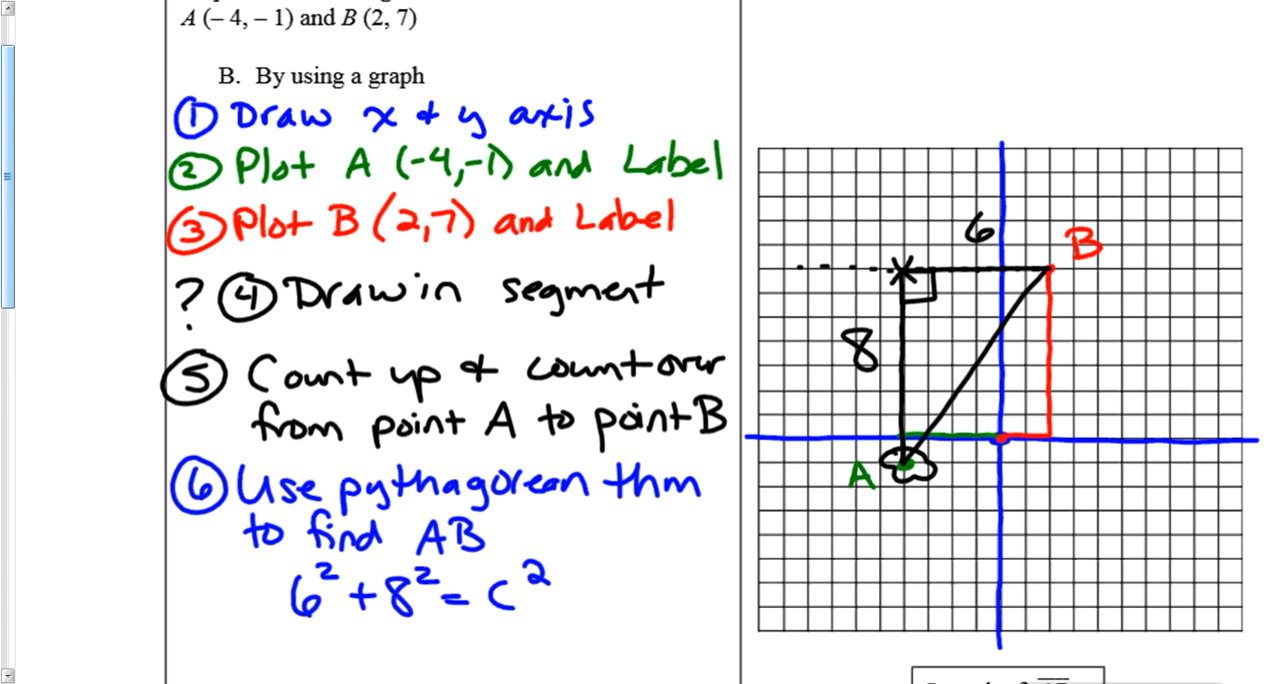 A (– 4, – 1) and B (2, 7)
B. By using a graph
① Draw x & y axis
② Plot A (-4,-1) and Label
③ Plot B (2,7) and Label
? ④ Draw in segment
⑤ Count up & count over
from point A to point B
⑥ Use pythagorean thm
to find AB
6² + 8² = c²
6
B
8
A